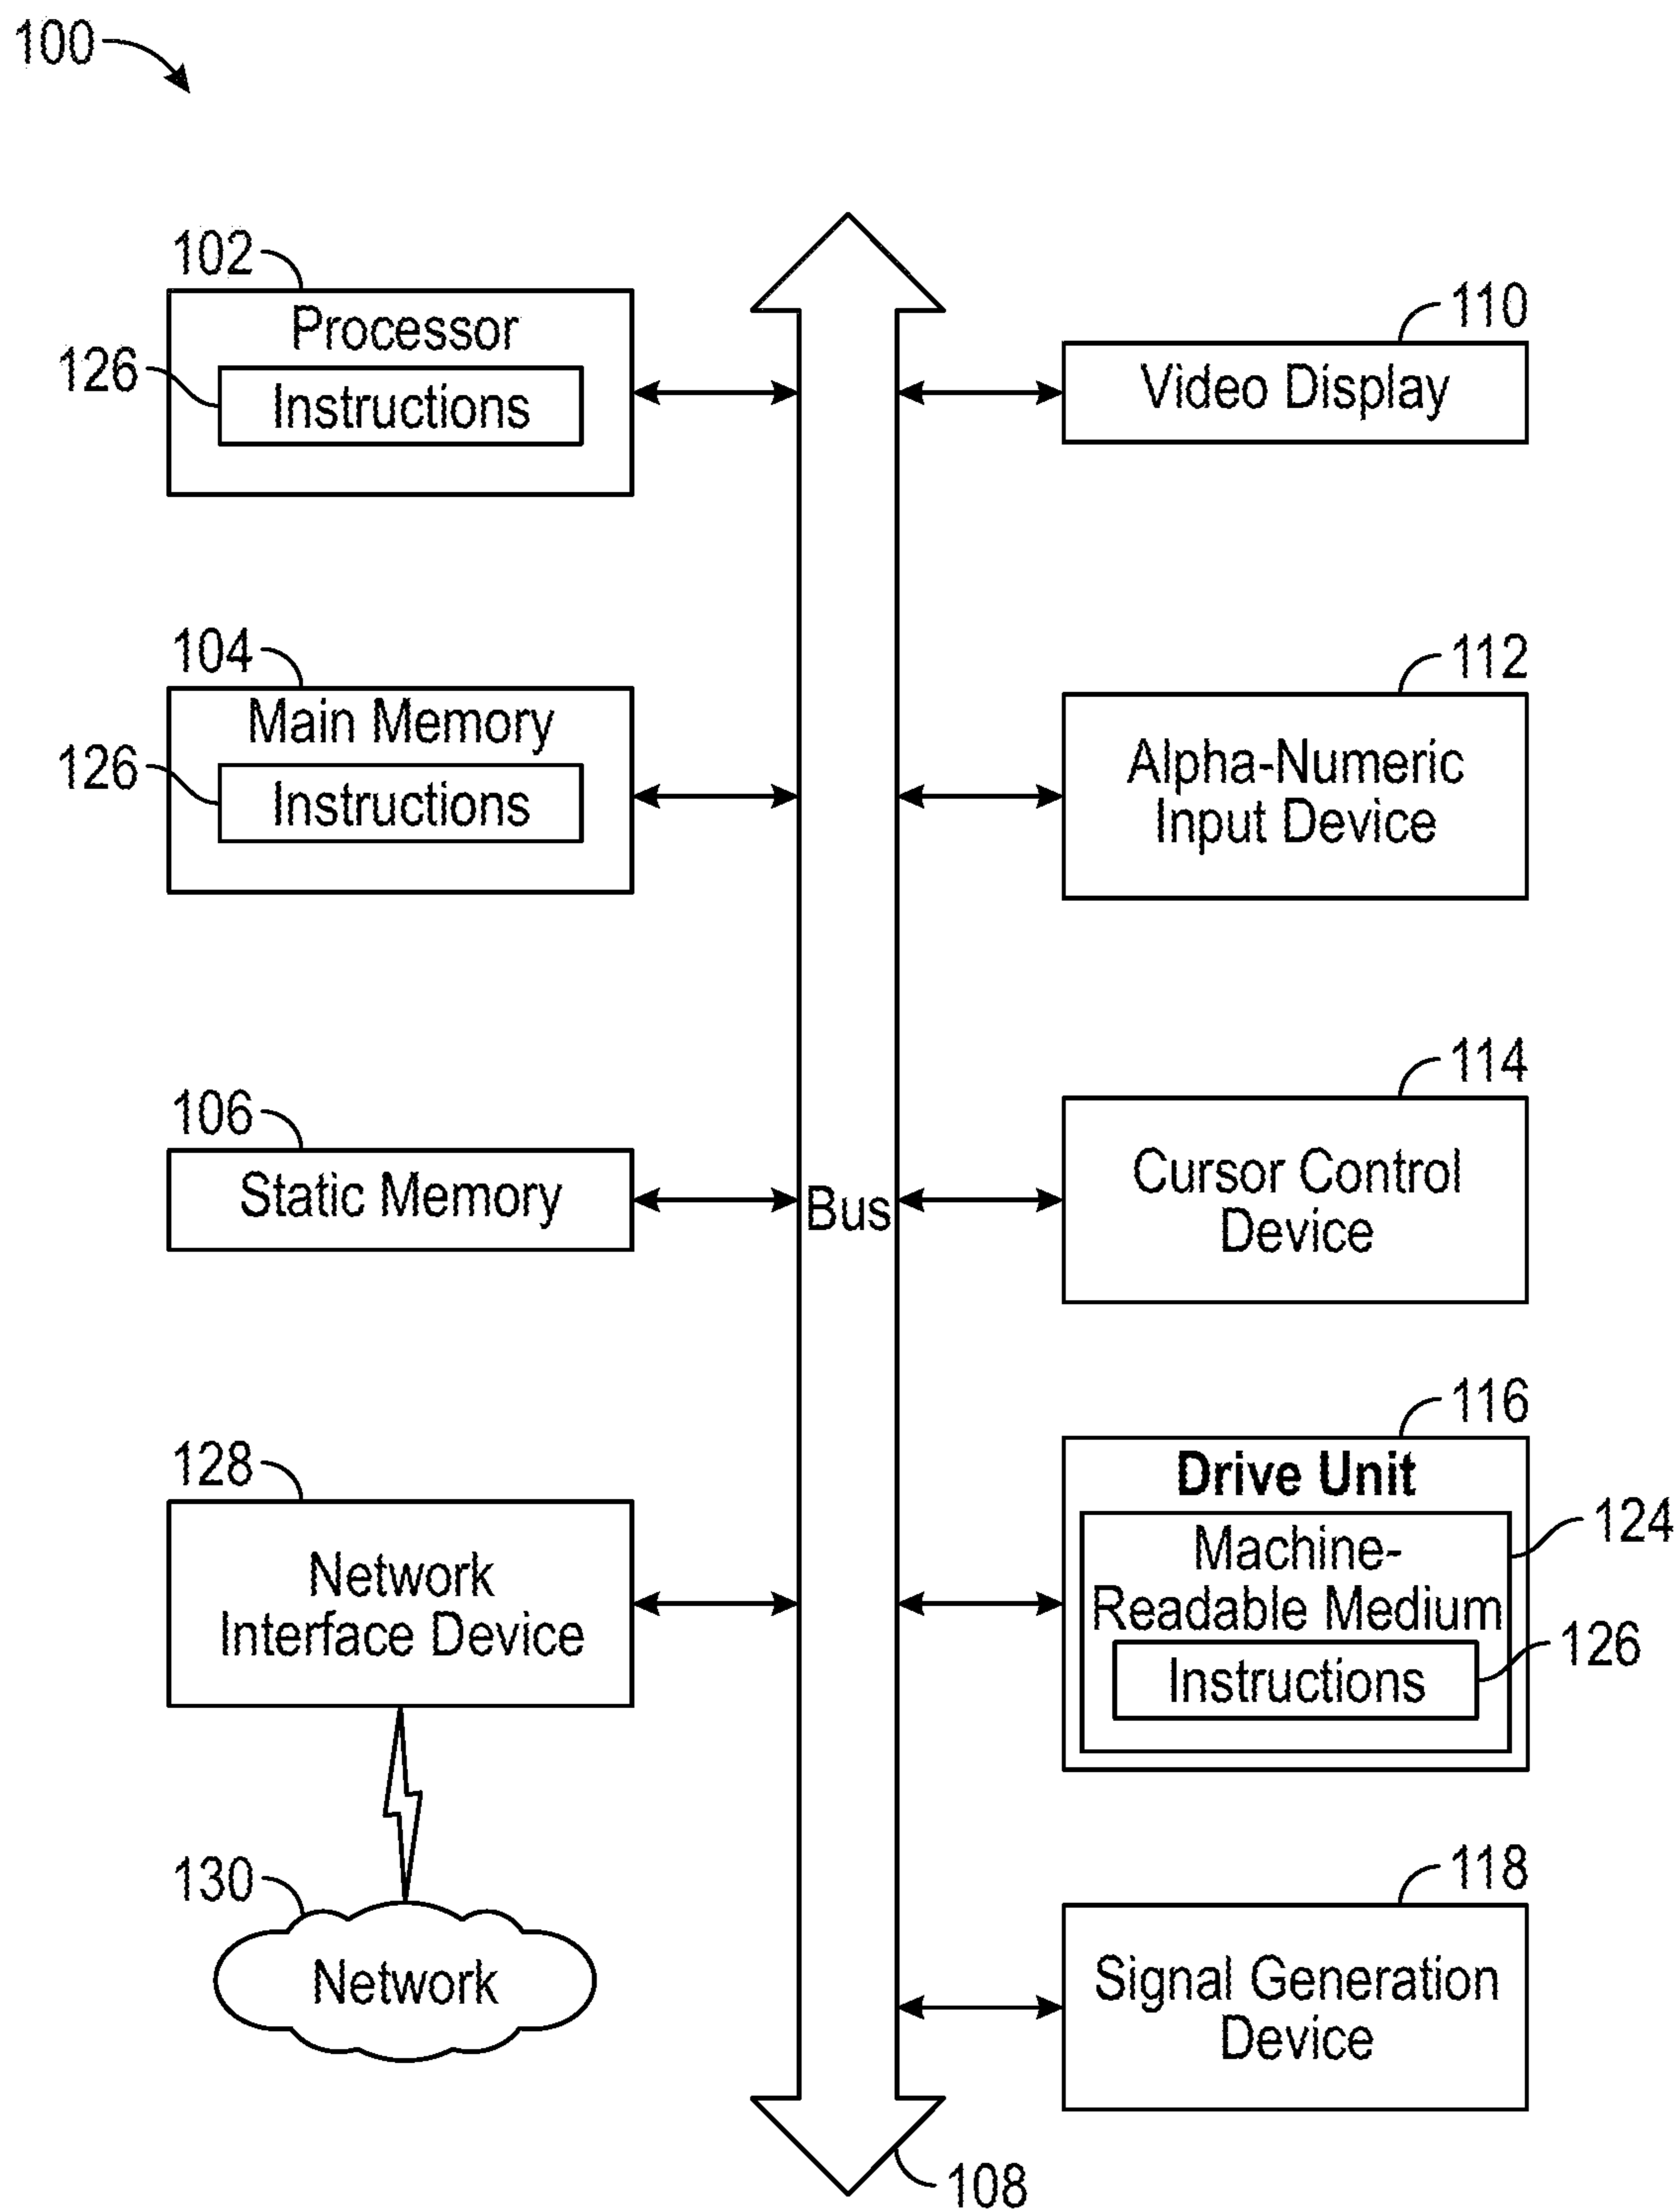 100
102
Processor
126
Instructions
104
Main Memory
126
Instructions
106
Static Memory
128
Network
Interface Device
130
Network
Bus
108
110
Video Display
112
Alpha-Numeric
Input Device
114
Cursor Control
Device
116
Drive Unit
124
Machine-
Readable Medium
126
Instructions
118
Signal Generation
Device